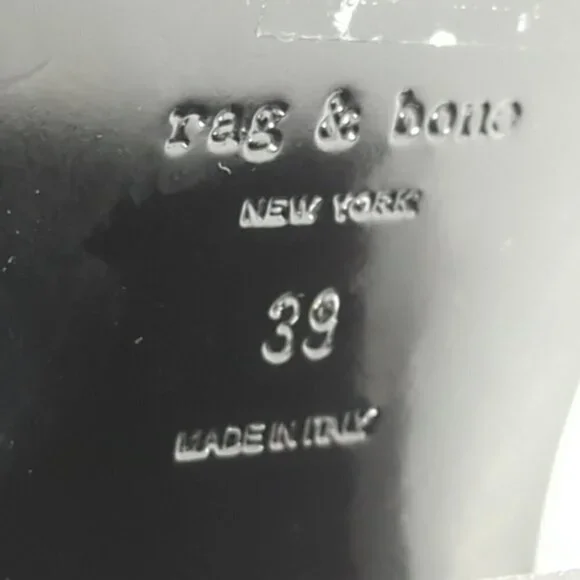 rag & bone
NEW YORK
39
MADE IN ITALY